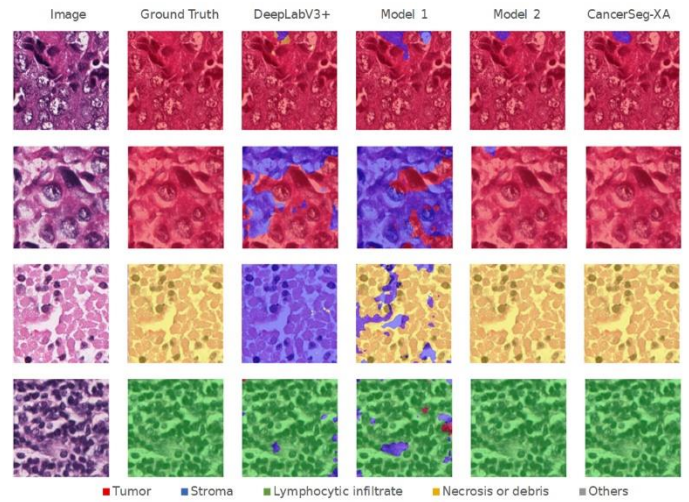 Image Ground Truth DeepLabV3+ Model 1 Model 2 CancerSeg-XA
Tumor Stroma Lymphocytic infiltrate Necrosis or debris Others